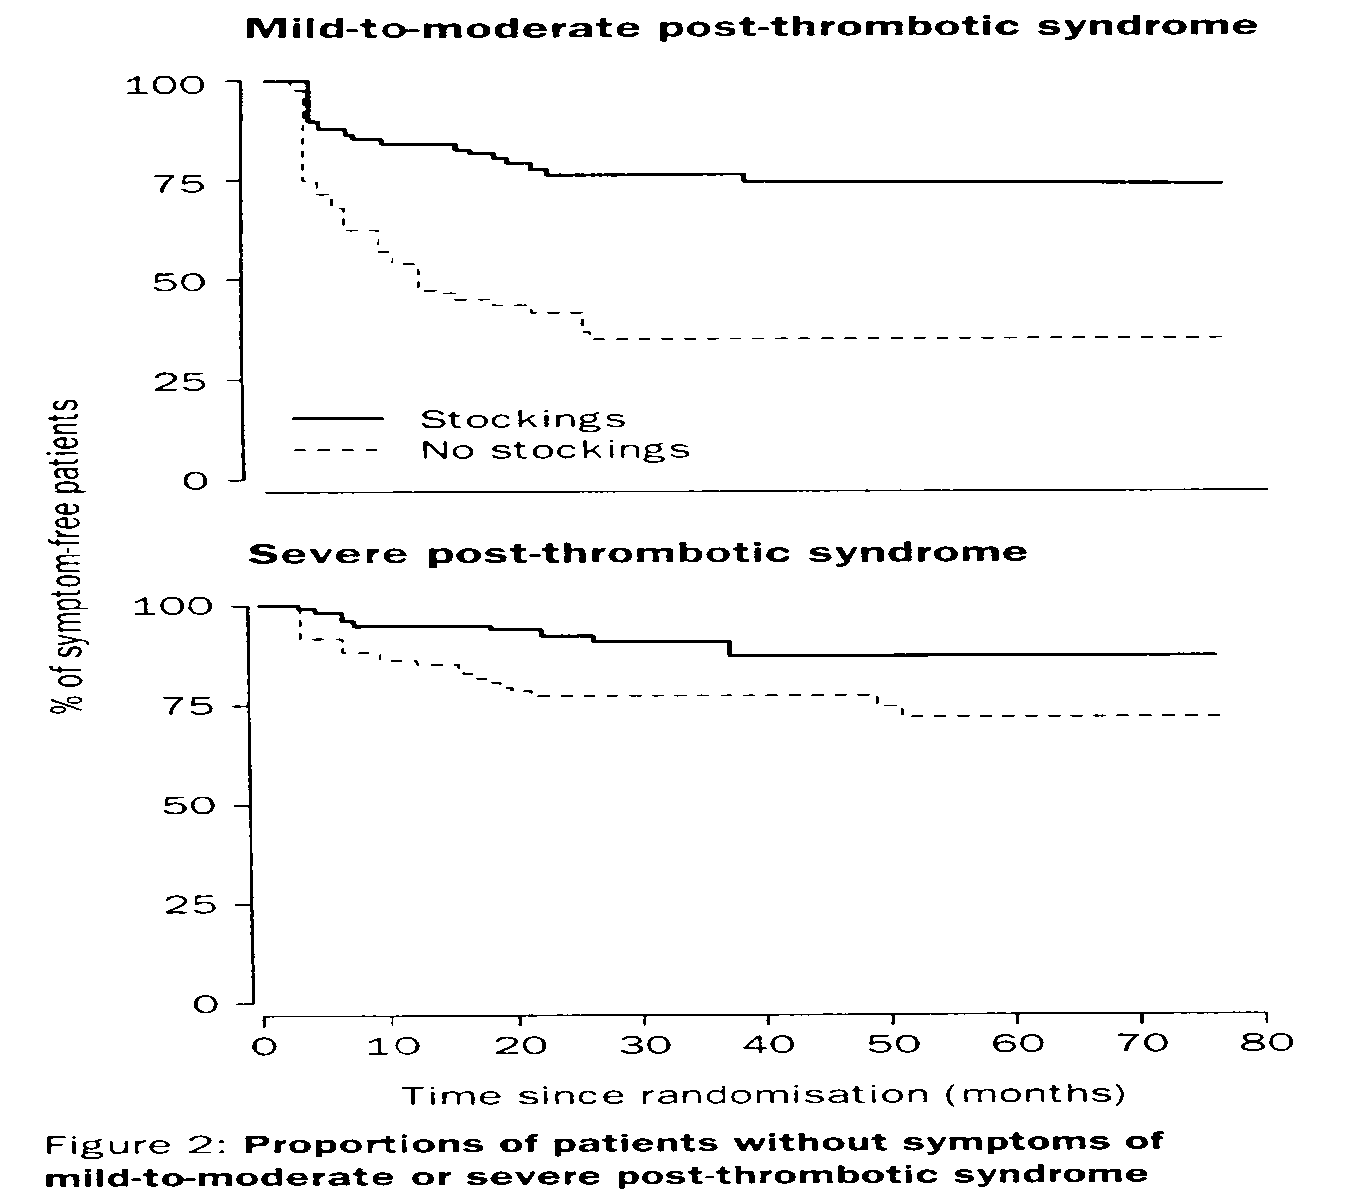 Mild-to-moderate post-thrombotic syndrome
100
75
50
25
0
Stockings
No stockings
% of symptom-free patients
Severe post-thrombotic syndrome
100
75
50
25
0
0 10 20 30 40 50 60 70 80
Time since randomisation (months)
Figure 2: Proportions of patients without symptoms of
mild-to-moderate or severe post-thrombotic syndrome